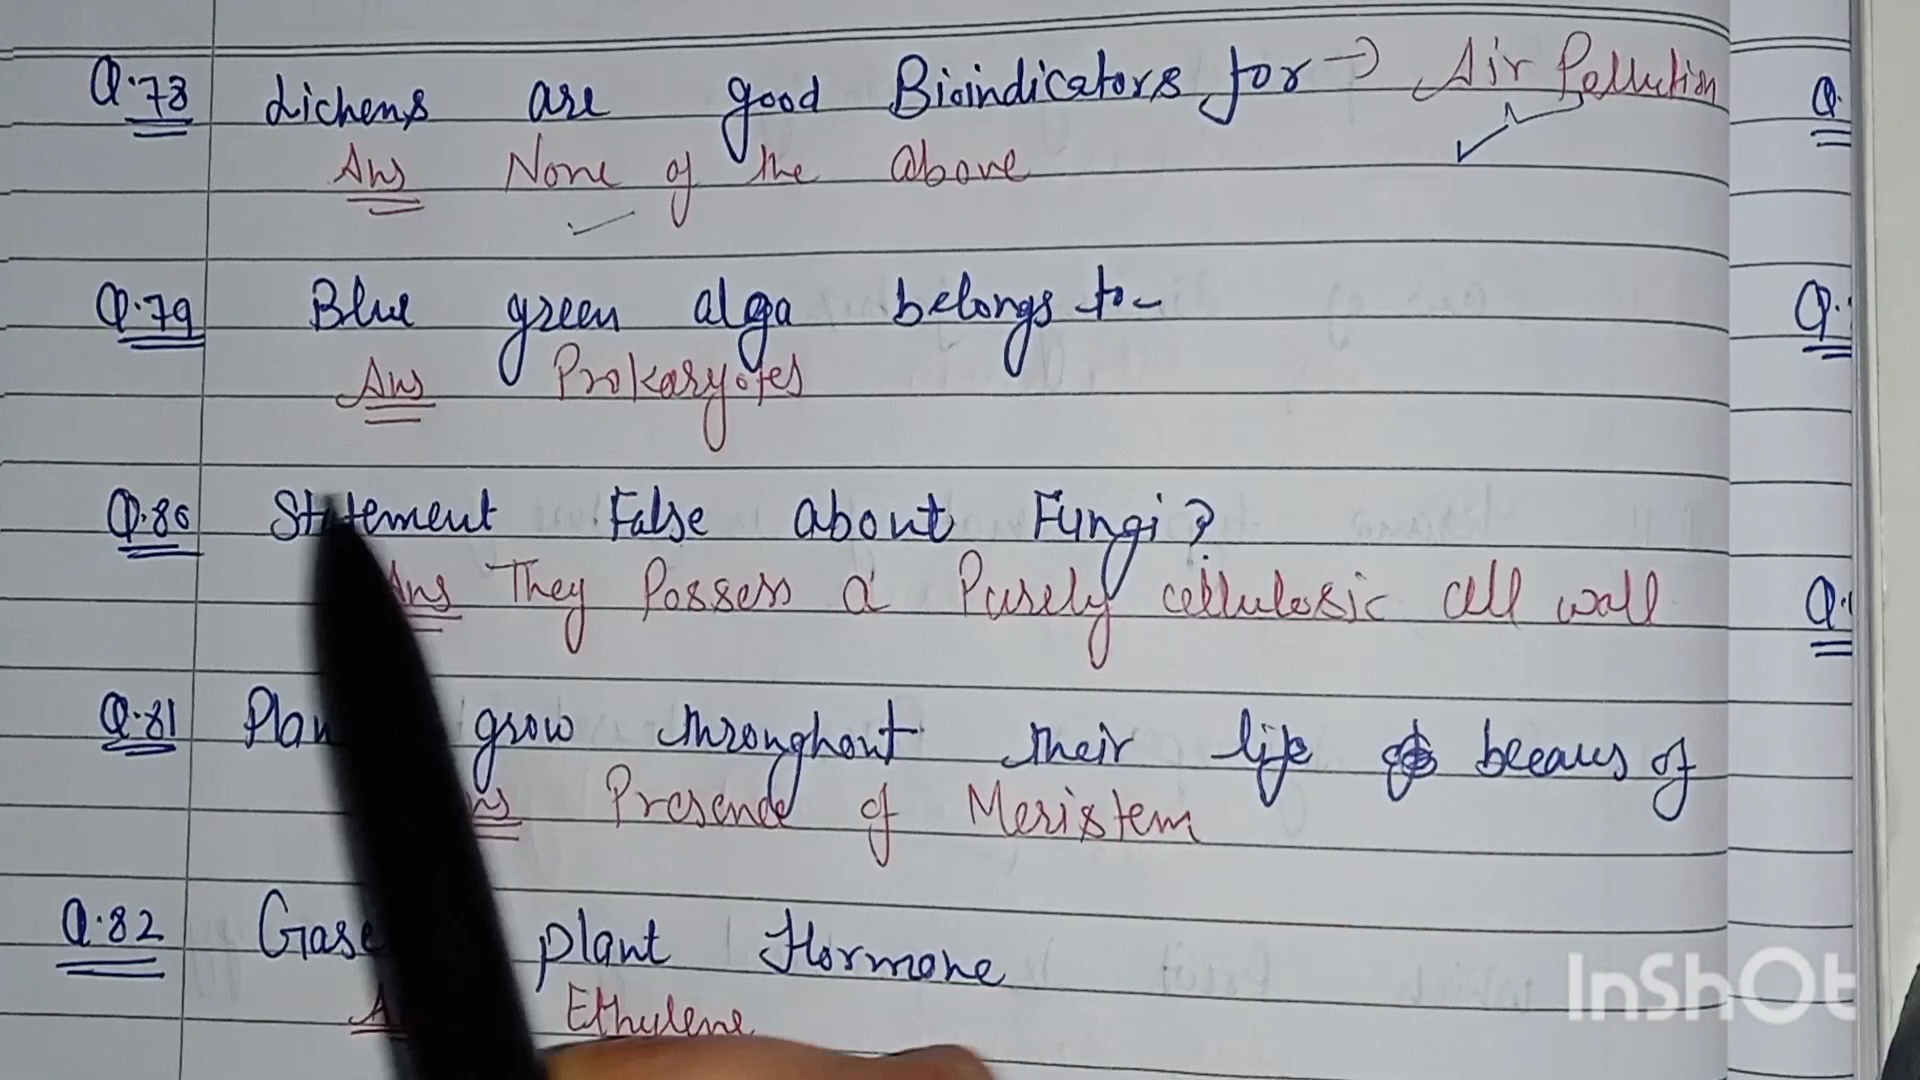 Q.78 Lichens are good Bioindicators for → Air Pollution
Ans None of the above
Q.79 Blue green alga belongs to-
Ans Prokaryotes
Q.80 Statement False about Fungi?
Ans They Possess a Purely cellulosic cell wall
Q.81 Plan grow throughout their life becaus of
Presence of Meristem
Q.82 Gase plant Hormone
Ethylene
Q.
Q.
Q.
InShOt